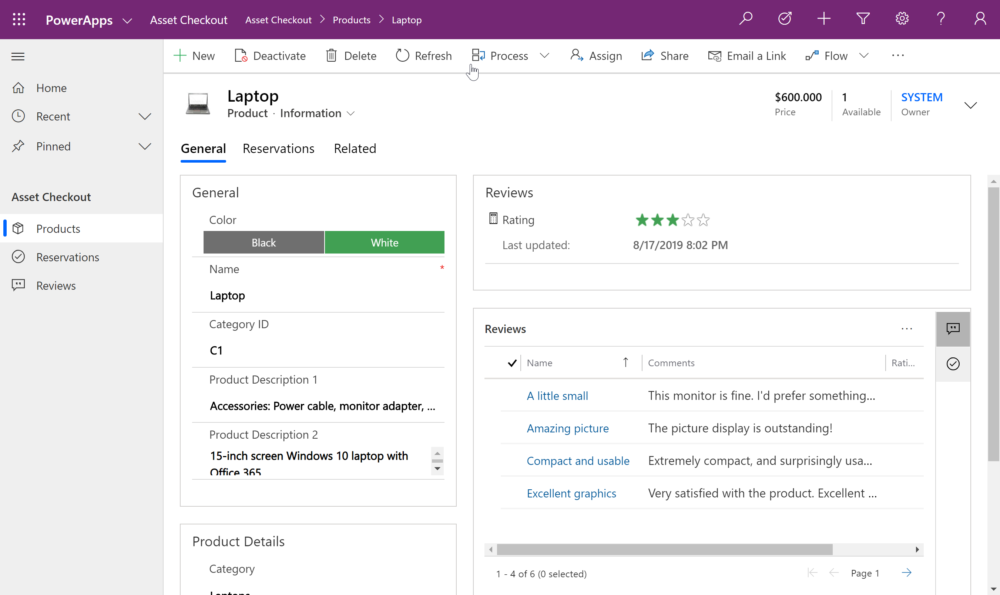 PowerApps Asset Checkout Asset Checkout > Products > Laptop
New Deactivate Delete Refresh Process Assign Share Email a Link Flow ...
Home
Recent
Pinned
Asset Checkout
Products
Reservations
Reviews
Laptop
Product · Information
$600.000
Price
1
Available
SYSTEM
Owner
General Reservations Related
General
Color
Black White
Name *
Laptop
Category ID
C1
Product Description 1
Accessories: Power cable, monitor adapter, ...
Product Description 2
15-inch screen Windows 10 laptop with
Office 365
Product Details
Category
Laptops
Reviews
Rating
Last updated: 8/17/2019 8:02 PM
Reviews ...
Name Comments Rati...
A little small This monitor is fine. I'd prefer something...
Amazing picture The picture display is outstanding!
Compact and usable Extremely compact, and surprisingly usa...
Excellent graphics Very satisfied with the product. Excellent ...
1 - 4 of 6 (0 selected) Page 1